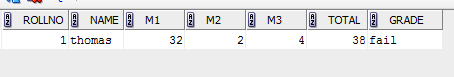 ROLLNO NAME M1 M2 M3 TOTAL GRADE
1 thomas 32 2 4 38 fail